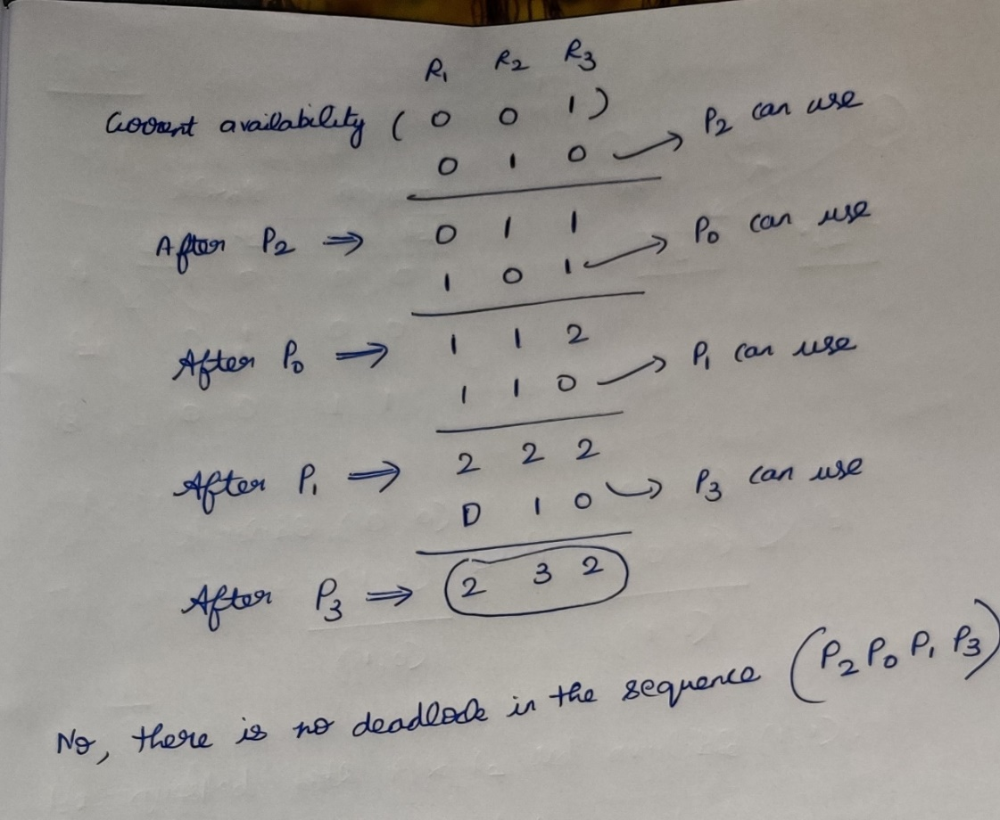 R₁ R₂ R₃
Current availability ( 0 0 1 )
0 1 0 → P₂ can use
After P₂ ⇒ 0 1 1
1 0 1 → P₀ can use
After P₀ ⇒ 1 1 2
1 1 0 → P₁ can use
After P₁ ⇒ 2 2 2
0 1 0 → P₃ can use
After P₃ ⇒ 2 3 2
No, there is no deadlock in the sequence (P₂ P₀ P₁ P₃)